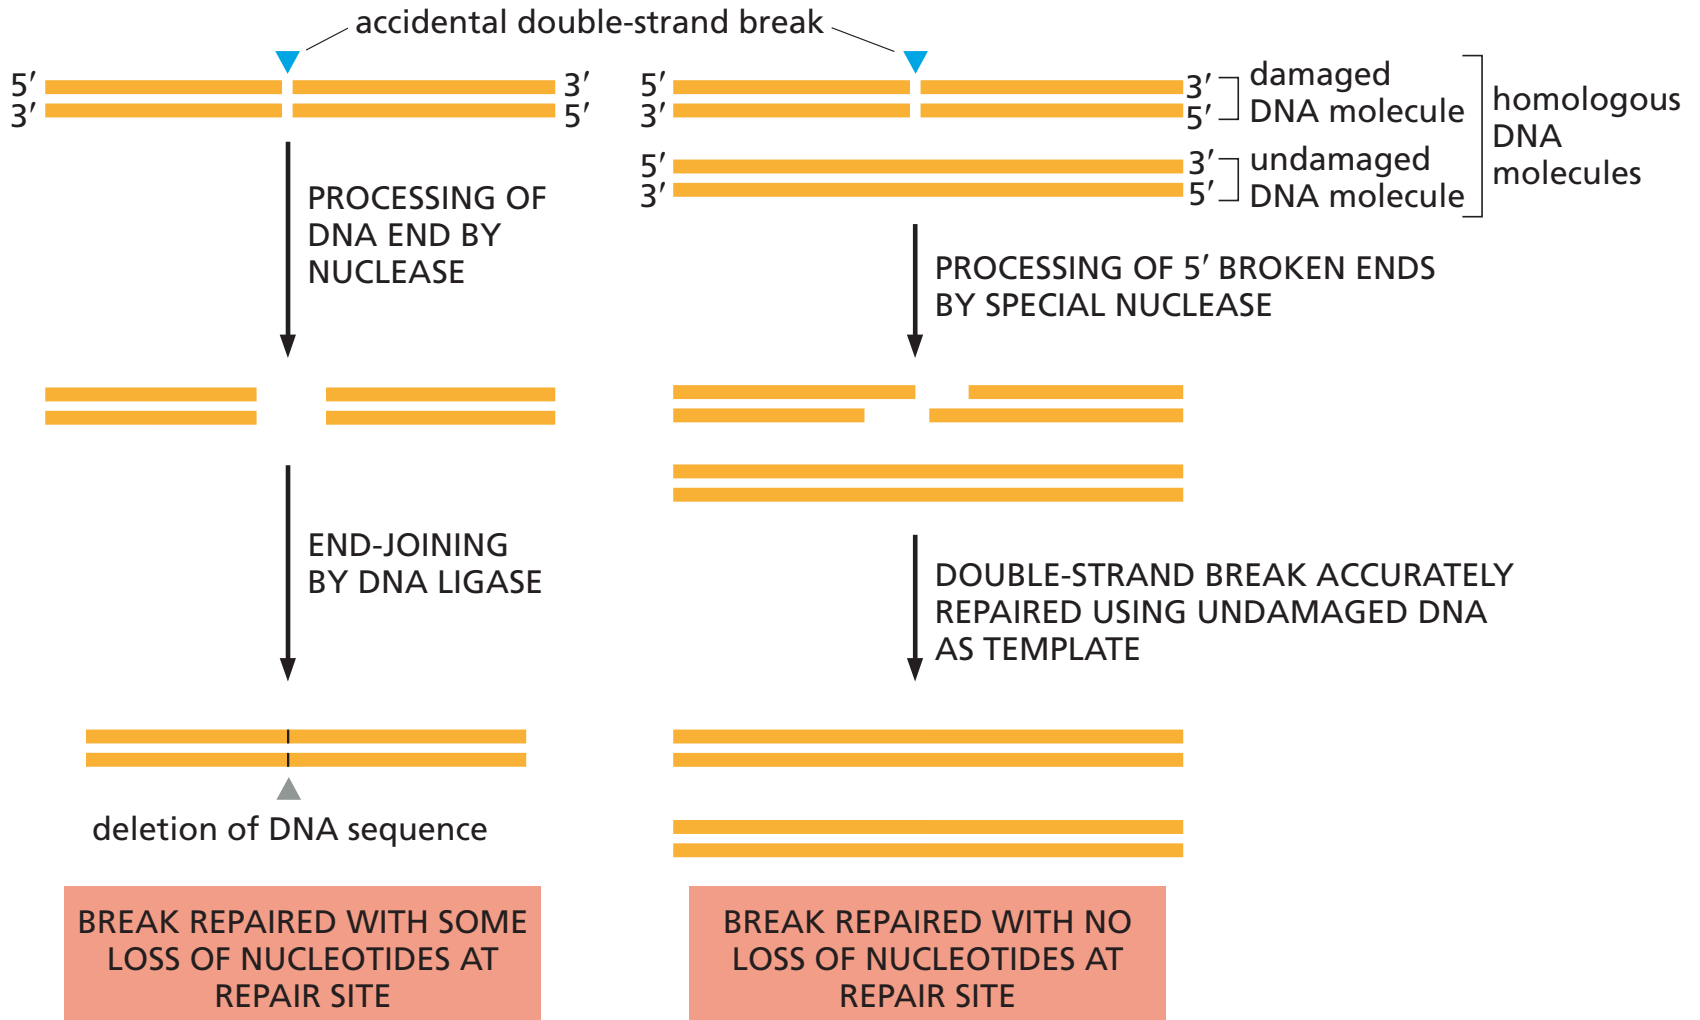 accidental double-strand break
5′ 3′
3′ 5′
PROCESSING OF
DNA END BY
NUCLEASE
END-JOINING
BY DNA LIGASE
deletion of DNA sequence
BREAK REPAIRED WITH SOME
LOSS OF NUCLEOTIDES AT
REPAIR SITE
5′ 3′
3′ 5′
damaged
DNA molecule
5′ 3′
3′ 5′
undamaged
DNA molecule
homologous
DNA
molecules
PROCESSING OF 5′ BROKEN ENDS
BY SPECIAL NUCLEASE
DOUBLE-STRAND BREAK ACCURATELY
REPAIRED USING UNDAMAGED DNA
AS TEMPLATE
BREAK REPAIRED WITH NO
LOSS OF NUCLEOTIDES AT
REPAIR SITE